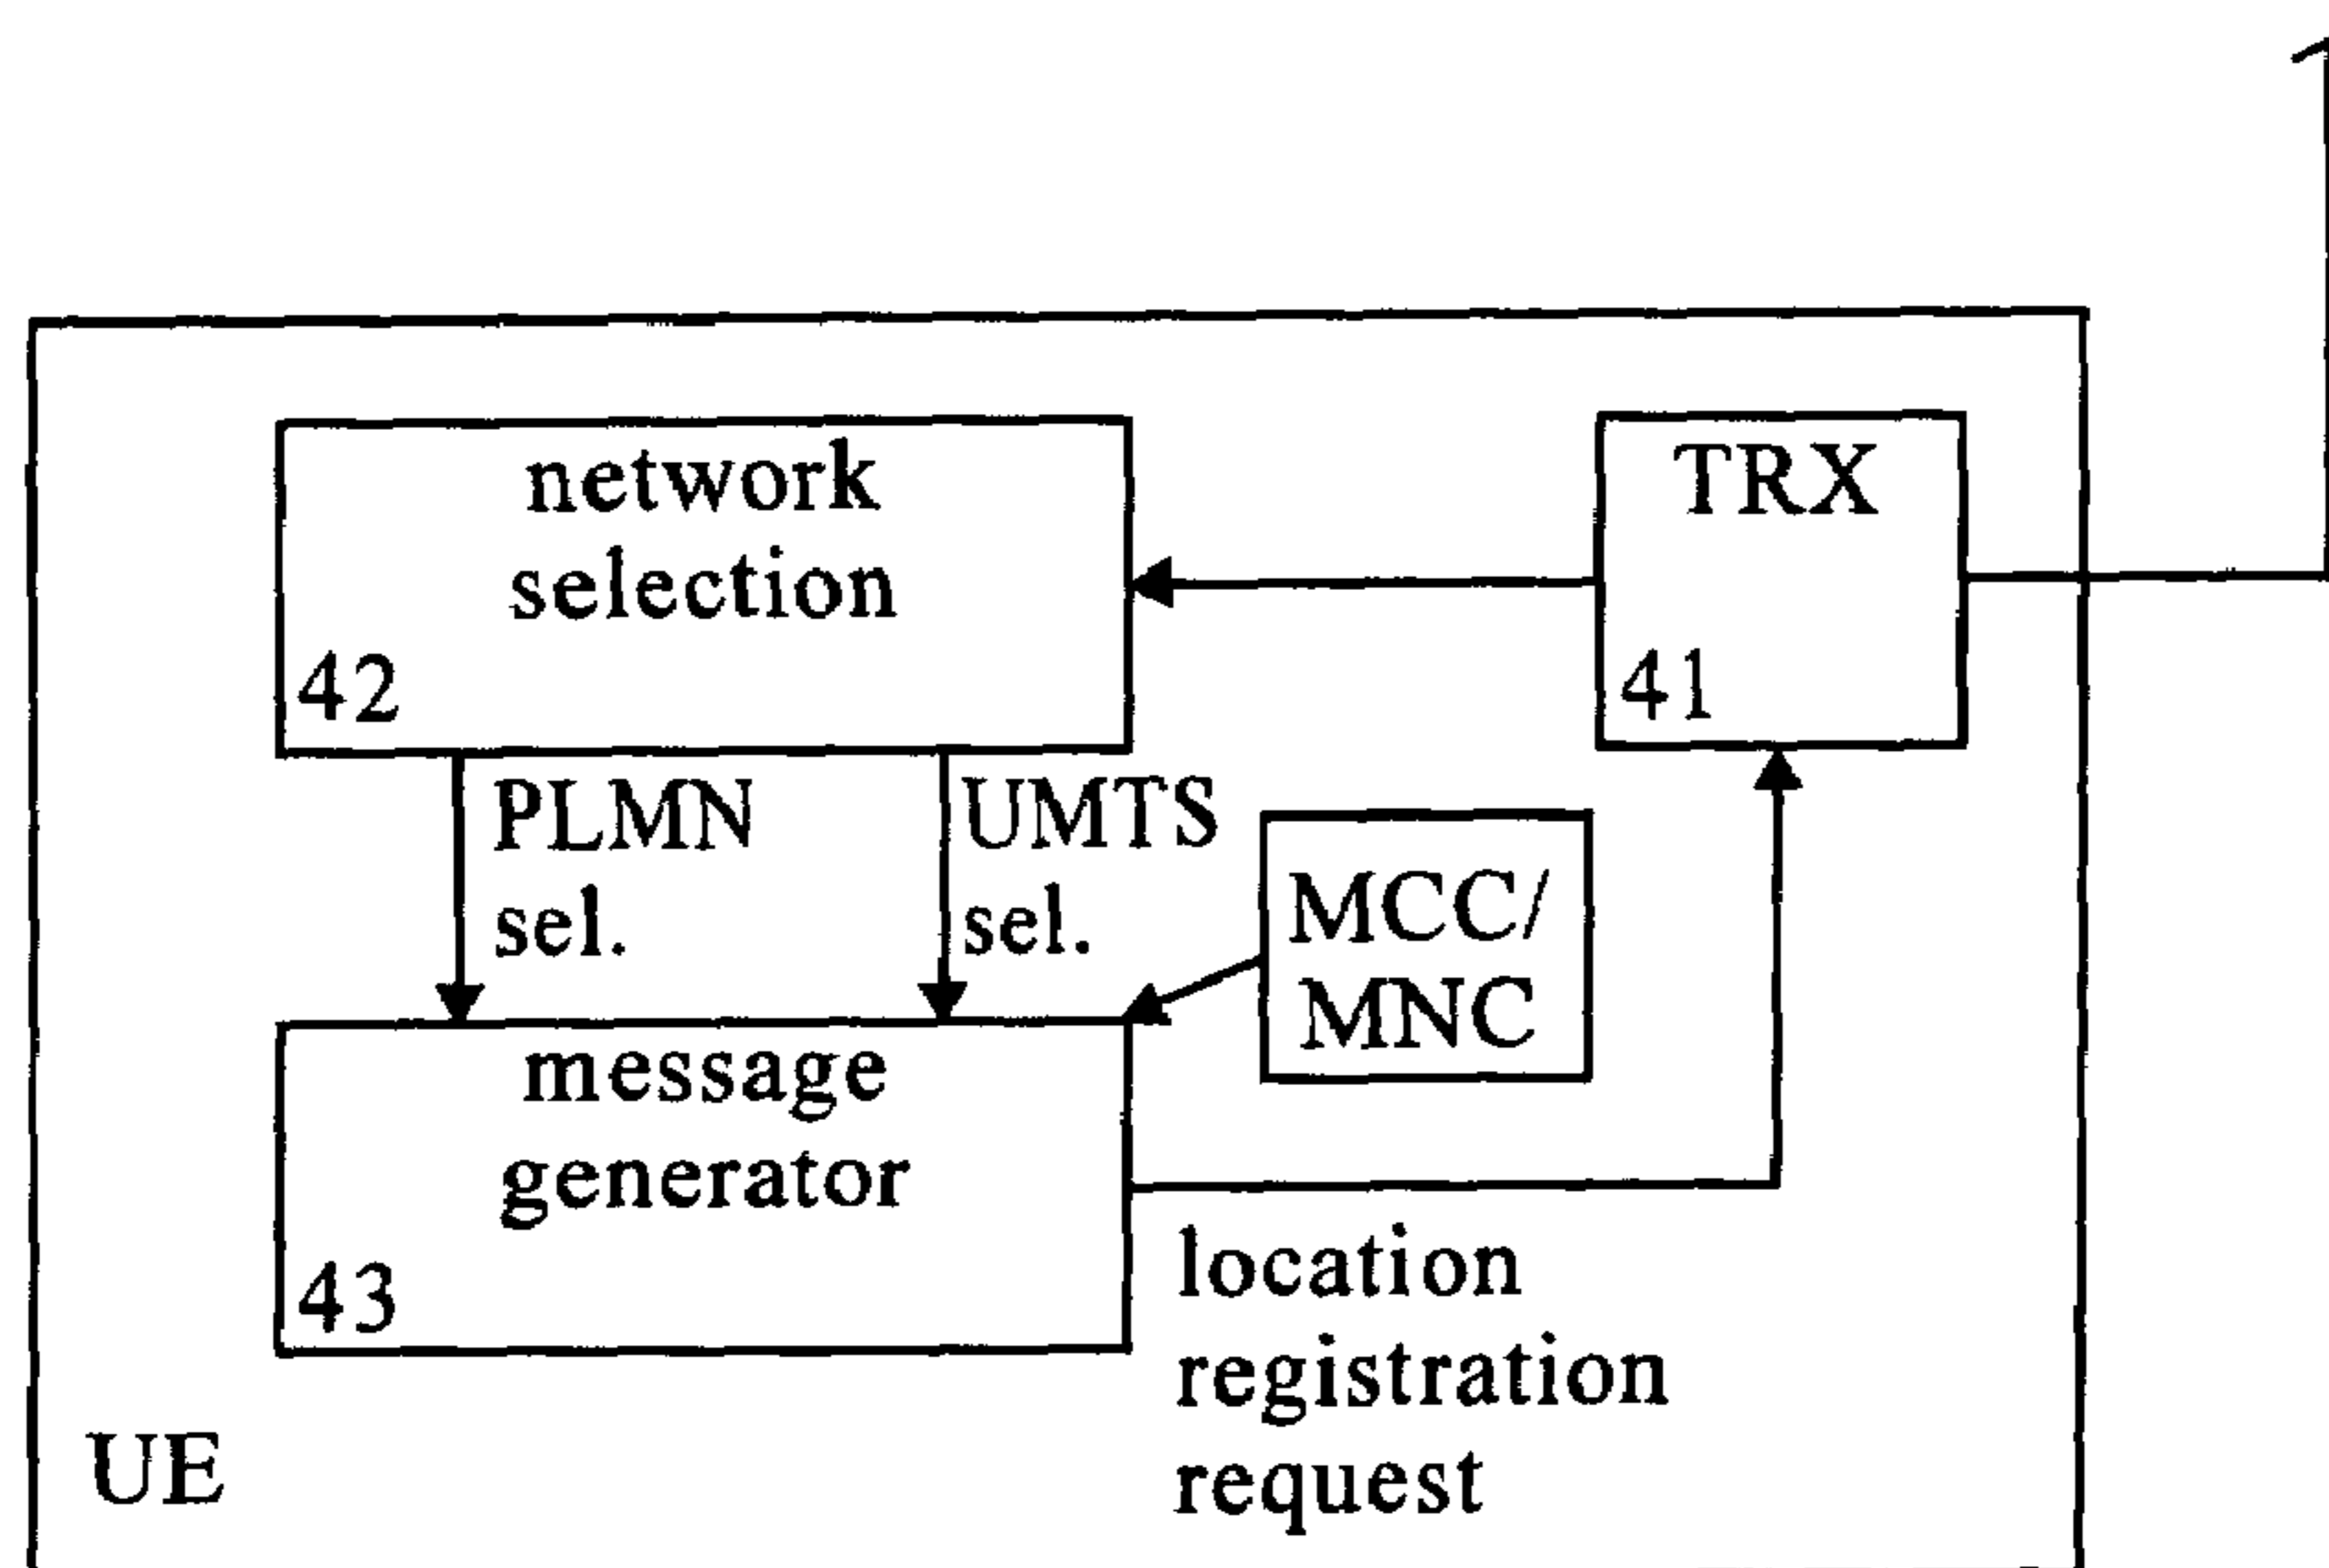 network
selection
42
TRX
41
PLMN
sel.
UMTS
sel.
MCC/
MNC
message
generator
43
location
registration
request
UE